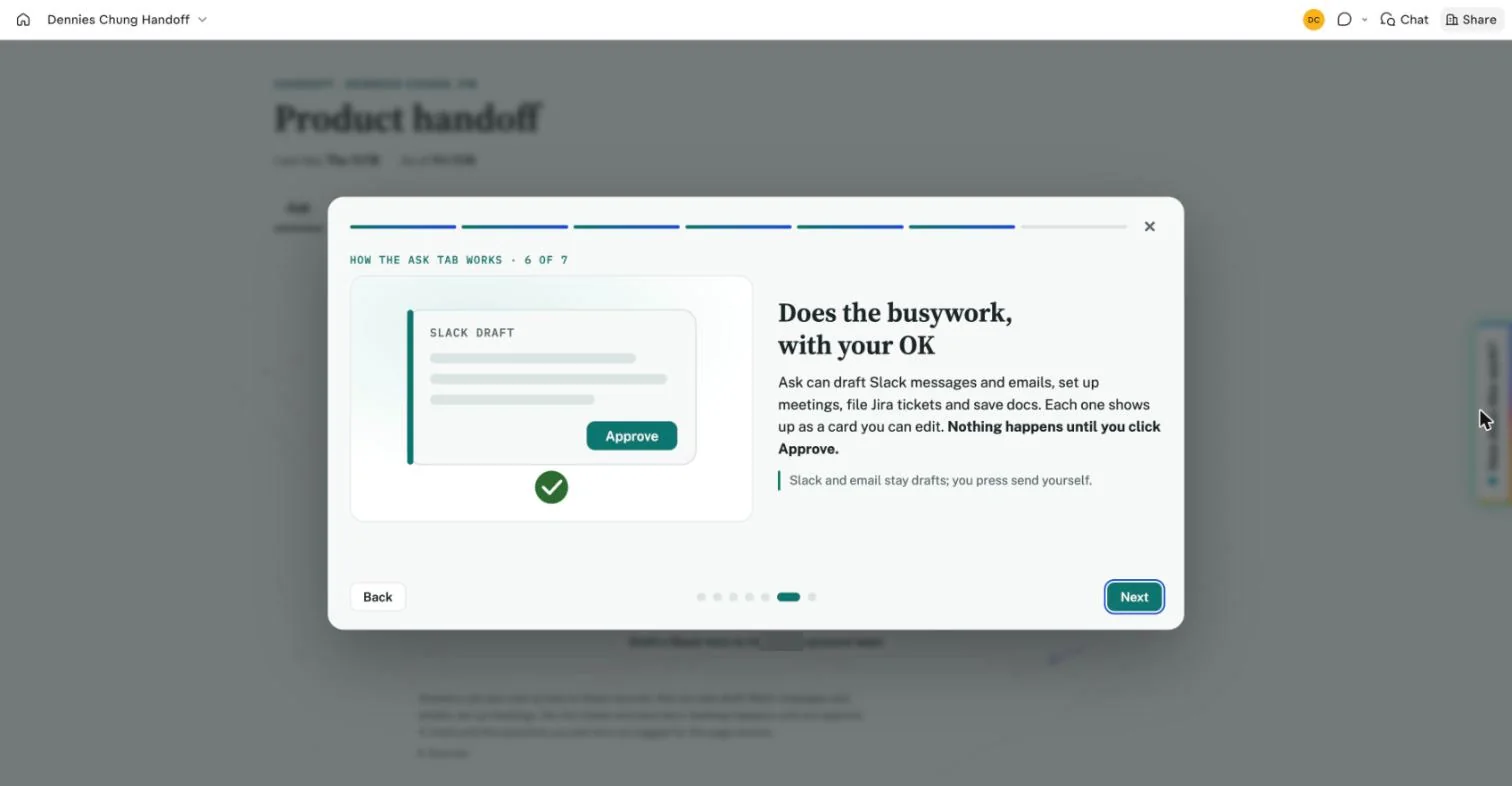 Dennies Chung Handoff
DC
Chat
Share
Product handoff
Ask
HOW THE ASK TAB WORKS · 6 OF 7
SLACK DRAFT
Approve
Does the busywork,
with your OK
Ask can draft Slack messages and emails, set up
meetings, file Jira tickets and save docs. Each one shows
up as a card you can edit. Nothing happens until you click
Approve.
Slack and email stay drafts; you press send yourself.
Back
Next